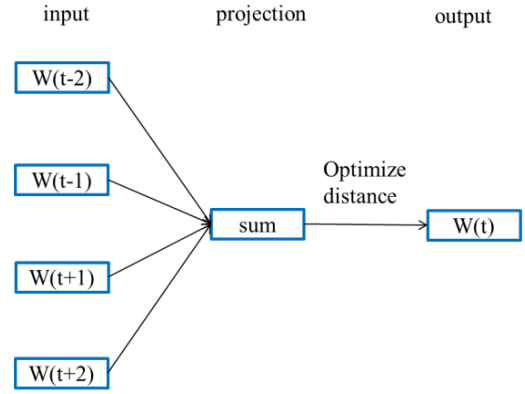 input projection output
W(t-2)
W(t-1)
Optimize
distance
sum
W(t)
W(t+1)
W(t+2)